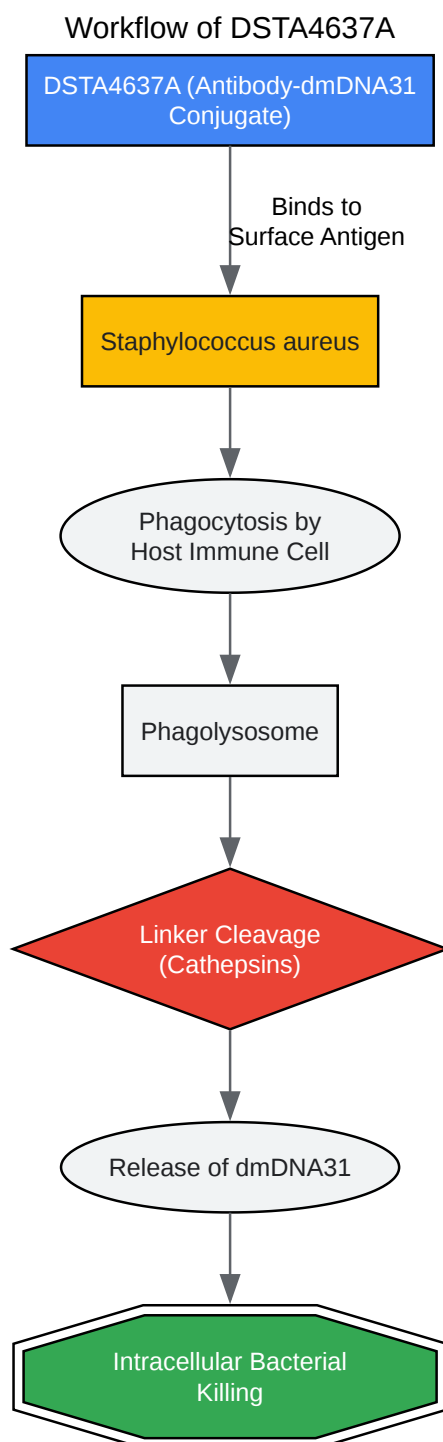 Workflow of DSTA4637A
DSTA4637A (Antibody-dmDNA31
Conjugate)
Binds to
Surface Antigen
Staphylococcus aureus
Phagocytosis by
Host Immune Cell
Phagolysosome
Linker Cleavage
(Cathepsins)
Release of dmDNA31
Intracellular Bacterial
Killing